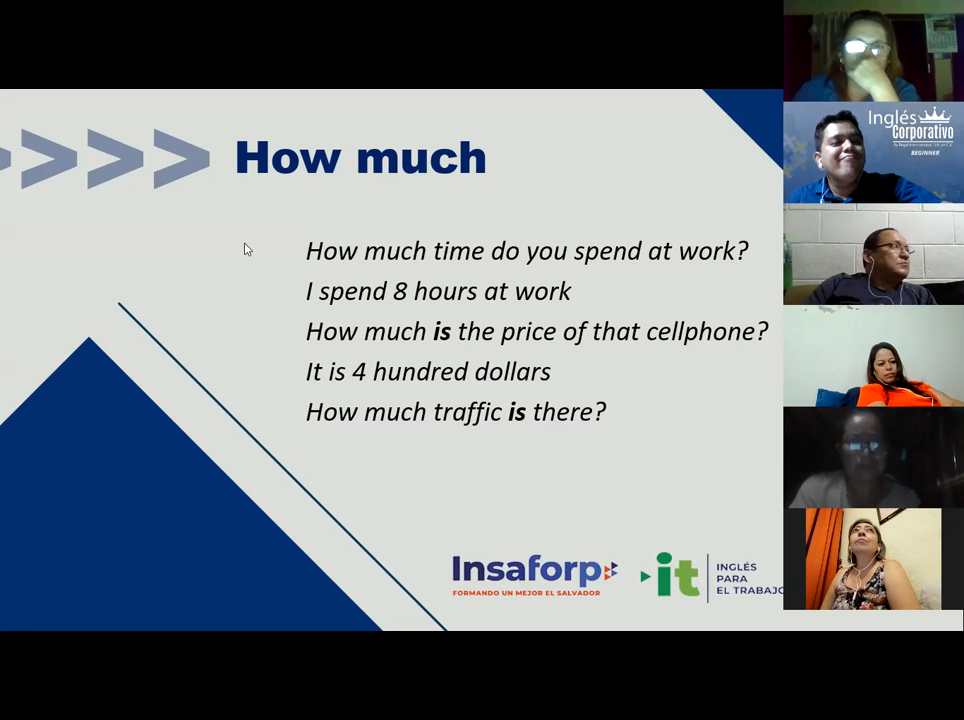 How much
How much time do you spend at work?
I spend 8 hours at work
How much is the price of that cellphone?
It is 4 hundred dollars
How much traffic is there?
Insaforp
FORMANDO UN MEJOR EL SALVADOR
it
INGLÉS
PARA
EL TRABAJO
Inglés
Corporativo
BEGINNER